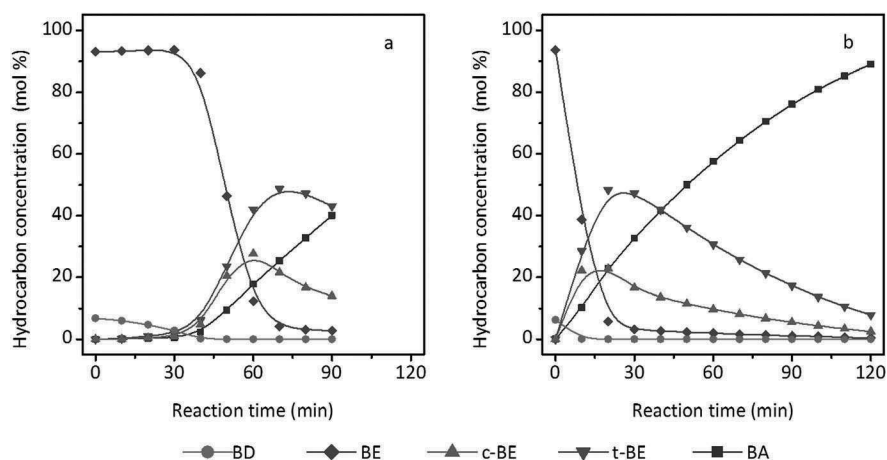 a
100
80
60
40
20
0
Hydrocarbon concentration (mol %)
0 30 60 90 120
Reaction time (min)
b
100
80
60
40
20
0
Hydrocarbon concentration (mol %)
0 30 60 90 120
Reaction time (min)
BD BE c-BE t-BE BA